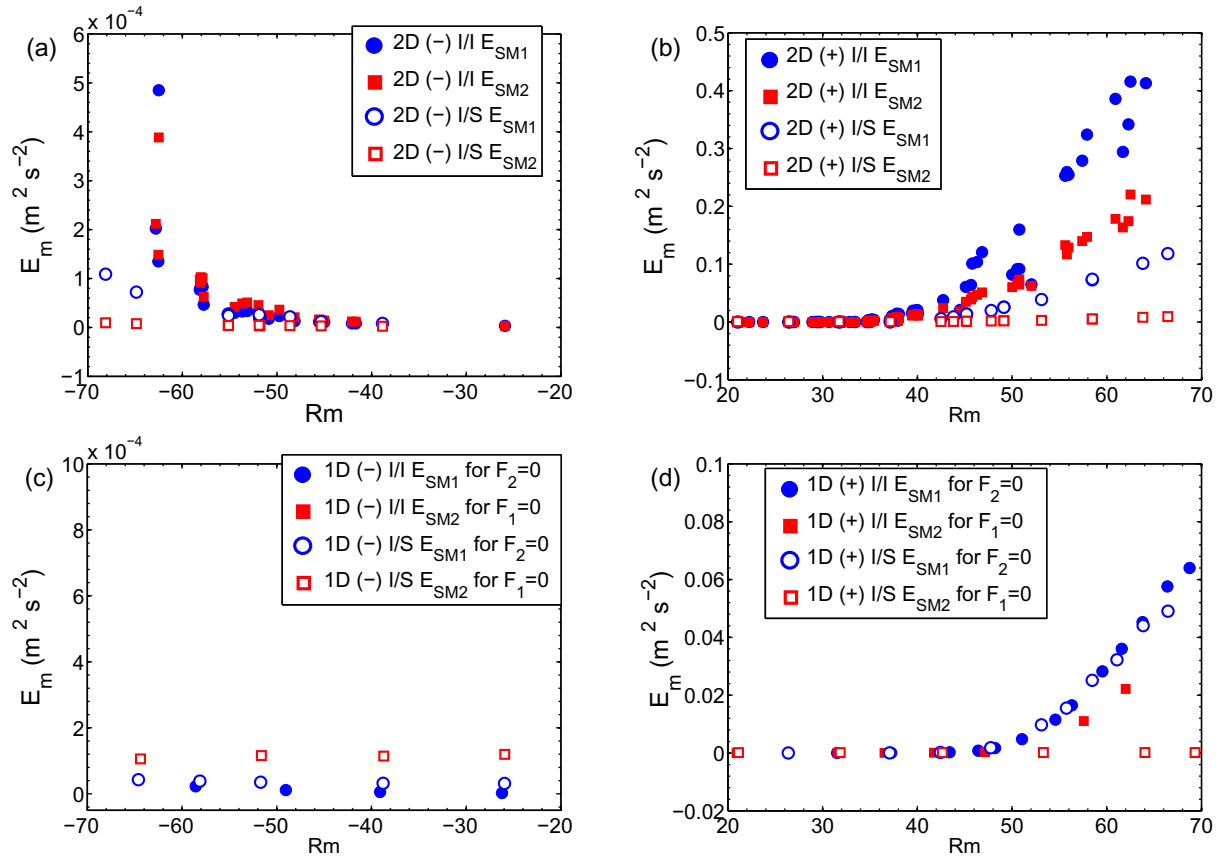 (a)
x 10⁻⁴
6
5
4
3
2
1
0
−1
E_m (m² s⁻²)
−70 −60 −50 −40 −30 −20
Rm
2D (−) I/I E_SM1
2D (−) I/I E_SM2
2D (−) I/S E_SM1
2D (−) I/S E_SM2
(b)
0.5
0.4
0.3
0.2
0.1
0
−0.1
E_m (m² s⁻²)
20 30 40 50 60 70
Rm
2D (+) I/I E_SM1
2D (+) I/I E_SM2
2D (+) I/S E_SM1
2D (+) I/S E_SM2
(c)
x 10⁻⁴
10
8
6
4
2
0
E_m (m² s⁻²)
−70 −60 −50 −40 −30 −20
Rm
1D (−) I/I E_SM1 for F_2=0
1D (−) I/I E_SM2 for F_1=0
1D (−) I/S E_SM1 for F_2=0
1D (−) I/S E_SM2 for F_1=0
(d)
0.1
0.08
0.06
0.04
0.02
0
−0.02
E_m (m² s⁻²)
20 30 40 50 60 70
Rm
1D (+) I/I E_SM1 for F_2=0
1D (+) I/I E_SM2 for F_1=0
1D (+) I/S E_SM1 for F_2=0
1D (+) I/S E_SM2 for F_1=0